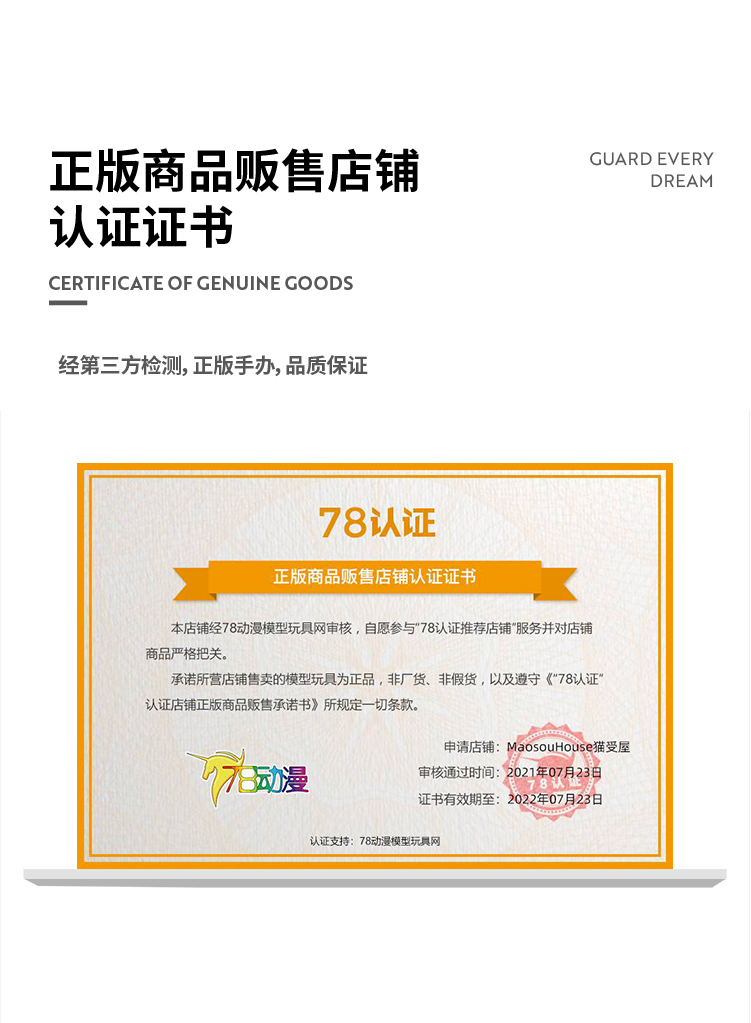 正版商品贩售店铺
认证证书
GUARD EVERY
DREAM
CERTIFICATE OF GENUINE GOODS
经第三方检测,正版手办,品质保证
78认证
正版商品贩售店铺认证证书
本店铺经78动漫模型玩具网审核，自愿参与“78认证推荐店铺”服务并对店铺
商品严格把关。
承诺所营店铺售卖的模型玩具为正品，非厂货、非假货，以及遵守《“78认证”
认证店铺正版商品贩售承诺书》所规定一切条款。
申请店铺：MaosouHouse猫受屋
审核通过时间：2021年07月23日
证书有效期至：2022年07月23日
78动漫
78认证
认证支持：78动漫模型玩具网